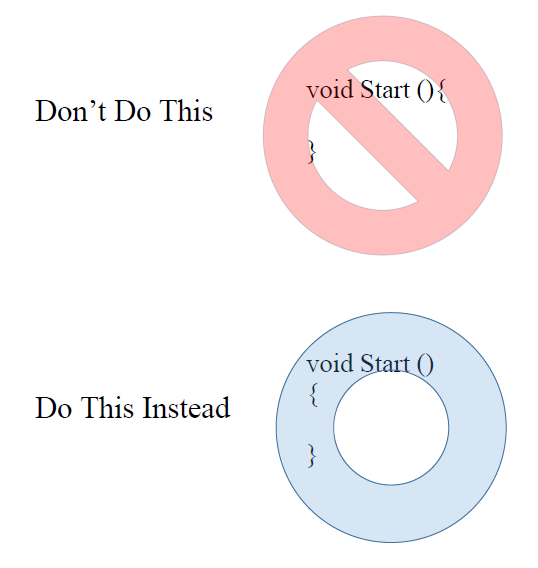 Don’t Do This
void Start (){
}
Do This Instead
void Start ()
{
}